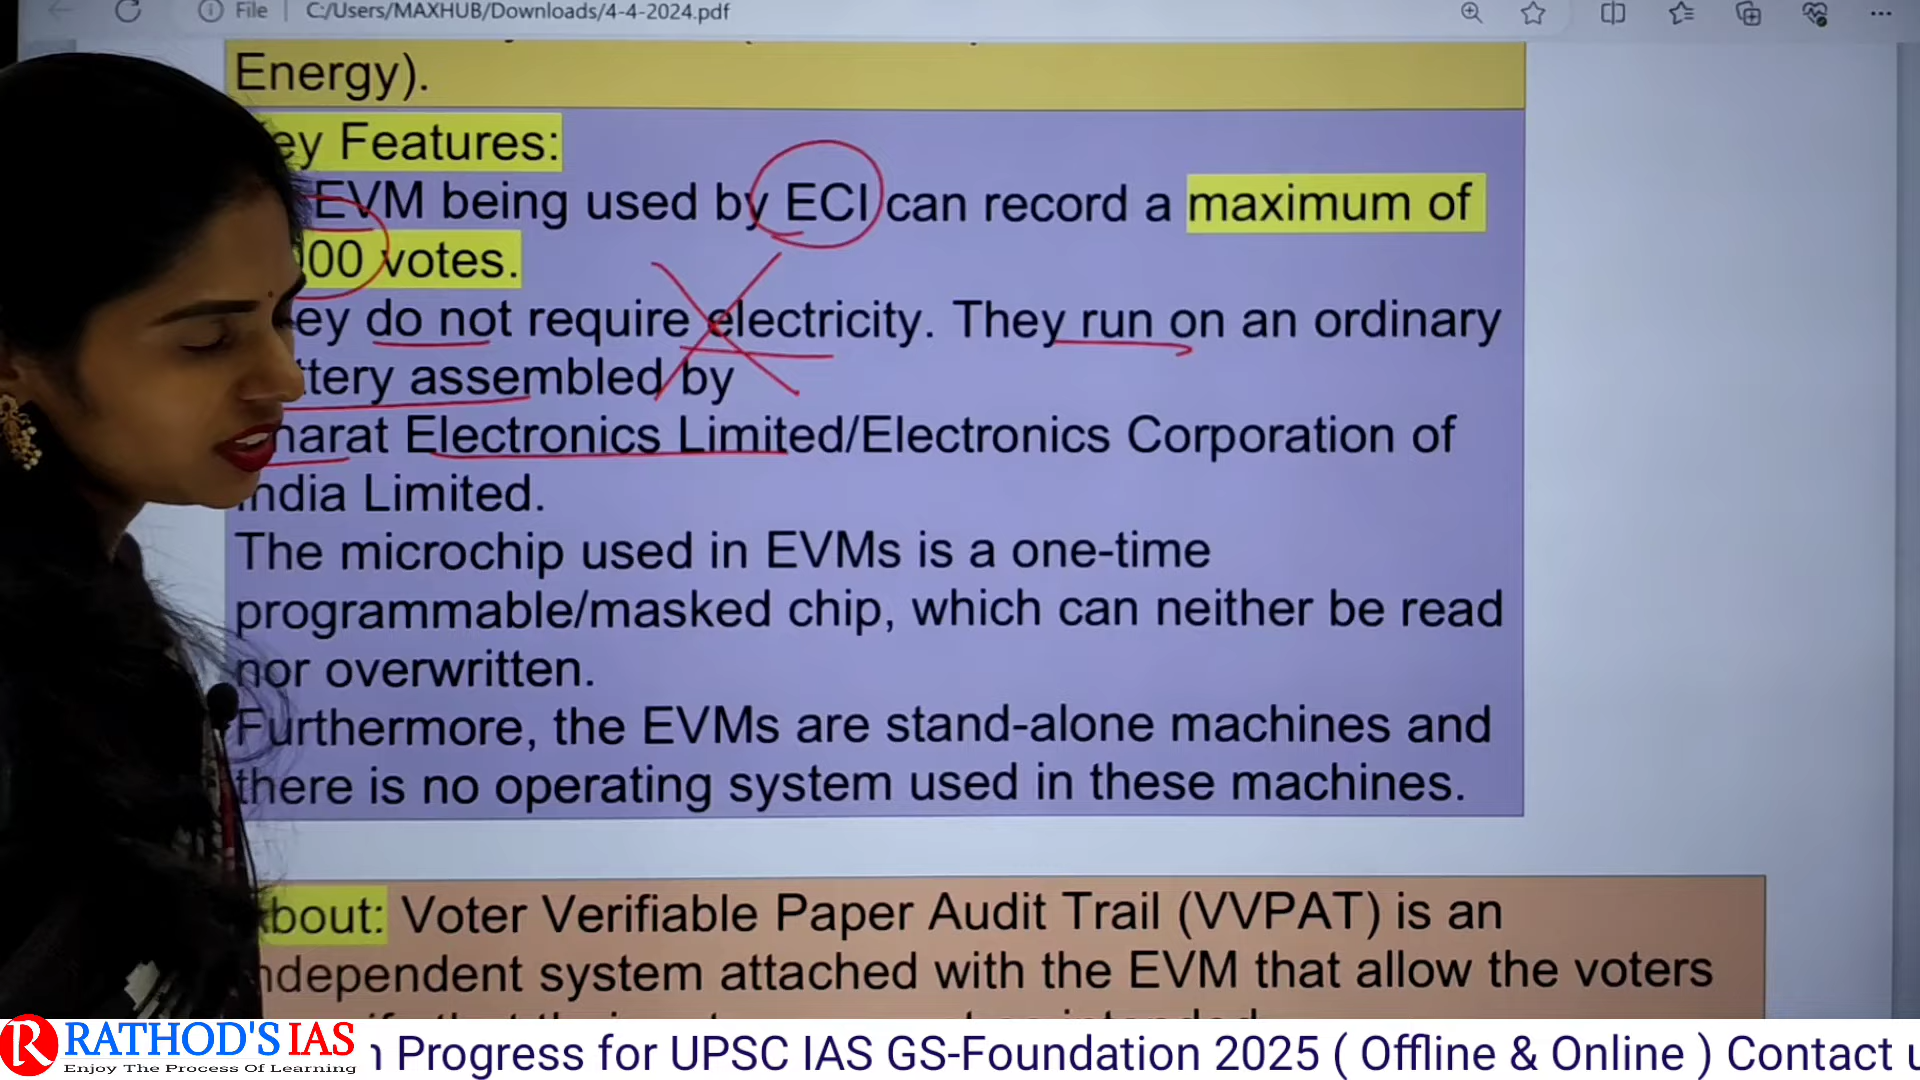 File | C:/Users/MAXHUB/Downloads/4-4-2024.pdf
Energy).
ey Features:
EVM being used by ECI can record a maximum of
00 votes.
ey do not require electricity. They run on an ordinary
ttery assembled by
harat Electronics Limited/Electronics Corporation of
India Limited.
The microchip used in EVMs is a one-time
programmable/masked chip, which can neither be read
nor overwritten.
Furthermore, the EVMs are stand-alone machines and
there is no operating system used in these machines.
bout: Voter Verifiable Paper Audit Trail (VVPAT) is an
ndependent system attached with the EVM that allow the voters
RATHOD'S IAS
Enjoy The Process Of Learning
n Progress for UPSC IAS GS-Foundation 2025 ( Offline & Online ) Contact u